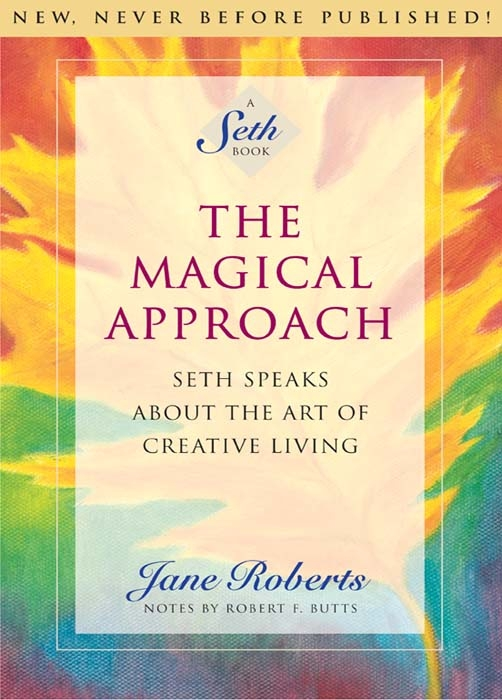 NEW, NEVER BEFORE PUBLISHED!
A
Seth
BOOK
THE
MAGICAL
APPROACH
SETH SPEAKS
ABOUT THE ART OF
CREATIVE LIVING
Jane Roberts
NOTES BY ROBERT F. BUTTS